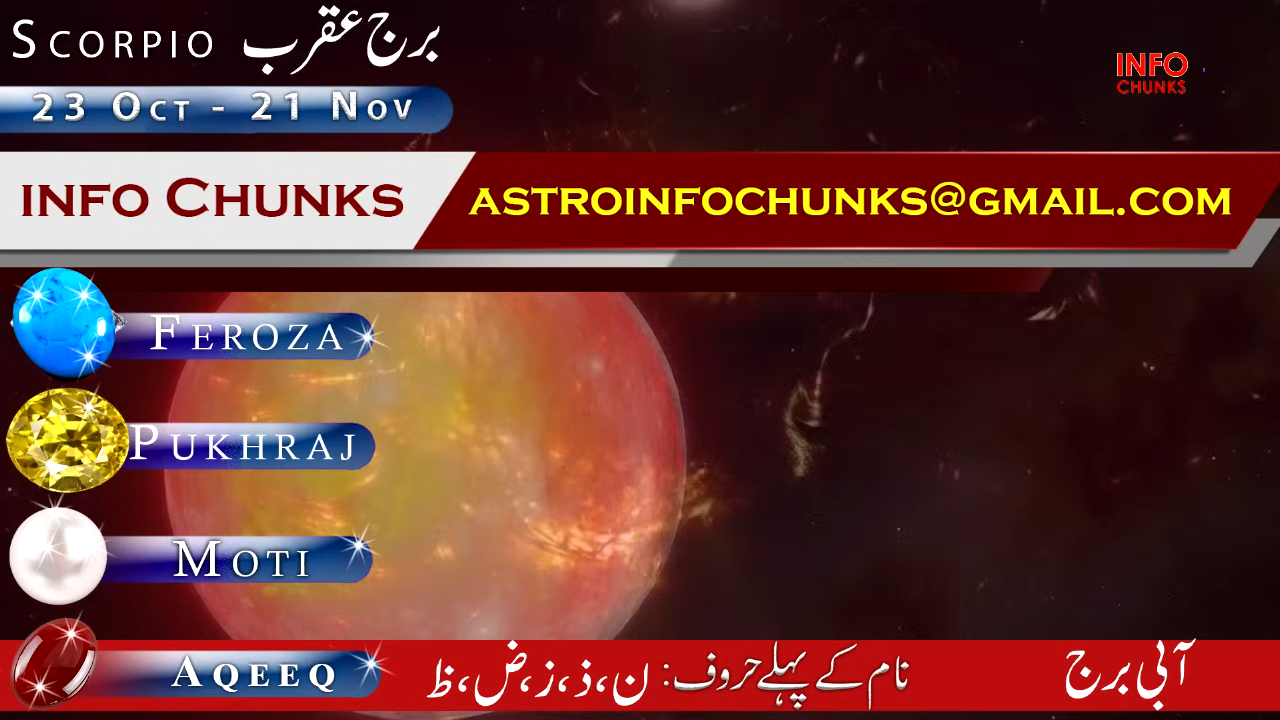 Scorpio برج عقرب
23 Oct - 21 Nov
INFO
CHUNKS
INFO CHUNKS
ASTROINFOCHUNKS@GMAIL.COM
FEROZA
PUKHRAJ
MOTI
AQEEQ
نام کے پہلے حروف: ن، ذ، ز، ض، ظ
آبی برج